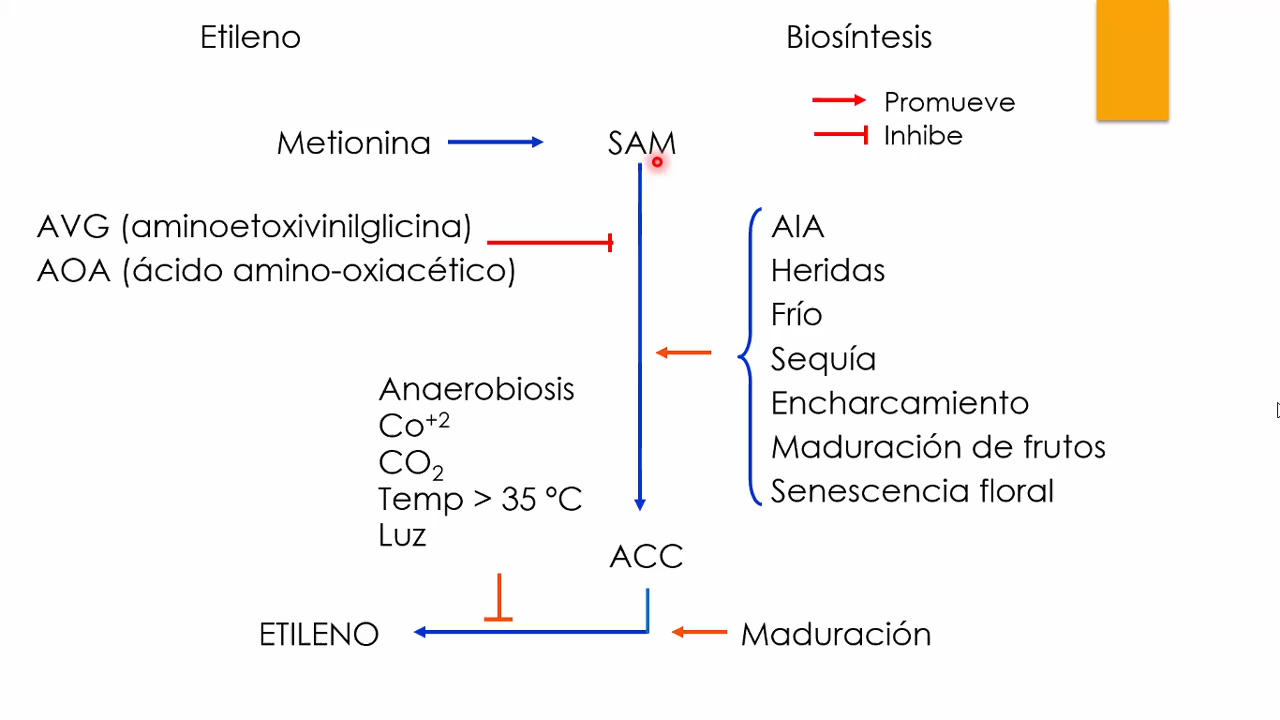 Etileno
Biosíntesis
Promueve
Inhibe
Metionina
SAM
AVG (aminoetoxivinilglicina)
AOA (ácido amino-oxiacético)
AIA
Heridas
Frío
Sequía
Encharcamiento
Maduración de frutos
Senescencia floral
Anaerobiosis
Co⁺²
CO₂
Temp > 35 ºC
Luz
ACC
ETILENO
Maduración